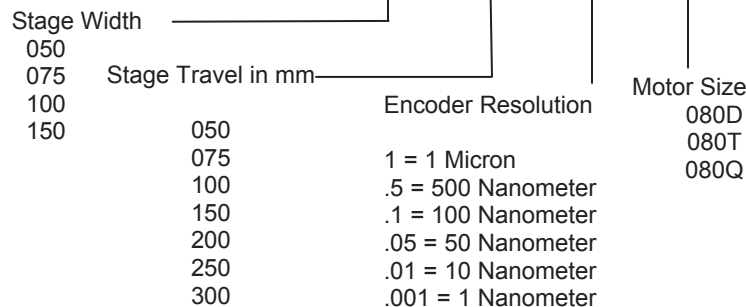 Stage Width
050
075
100
150
Stage Travel in mm
050
075
100
150
200
250
300
Encoder Resolution
1 = 1 Micron
.5 = 500 Nanometer
.1 = 100 Nanometer
.05 = 50 Nanometer
.01 = 10 Nanometer
.001 = 1 Nanometer
Motor Size
080D
080T
080Q